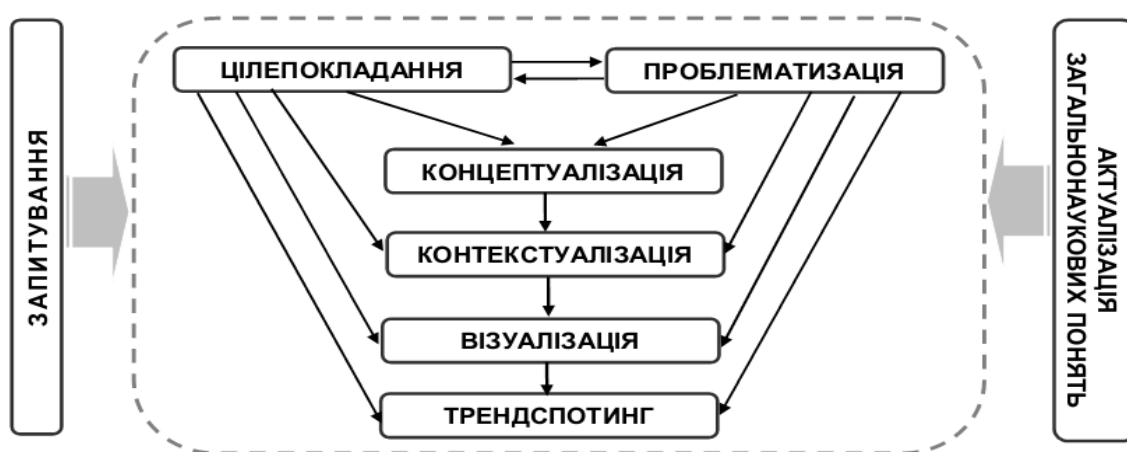 ЗАПИТУВАННЯ
ЦІЛЕПОКЛАДАННЯ
ПРОБЛЕМАТИЗАЦІЯ
КОНЦЕПТУАЛІЗАЦІЯ
КОНТЕКСТУАЛІЗАЦІЯ
ВІЗУАЛІЗАЦІЯ
ТРЕНДСПОТИНГ
АКТУАЛІЗАЦІЯ
ЗАГАЛЬНОНАУКОВИХ ПОНЯТЬ